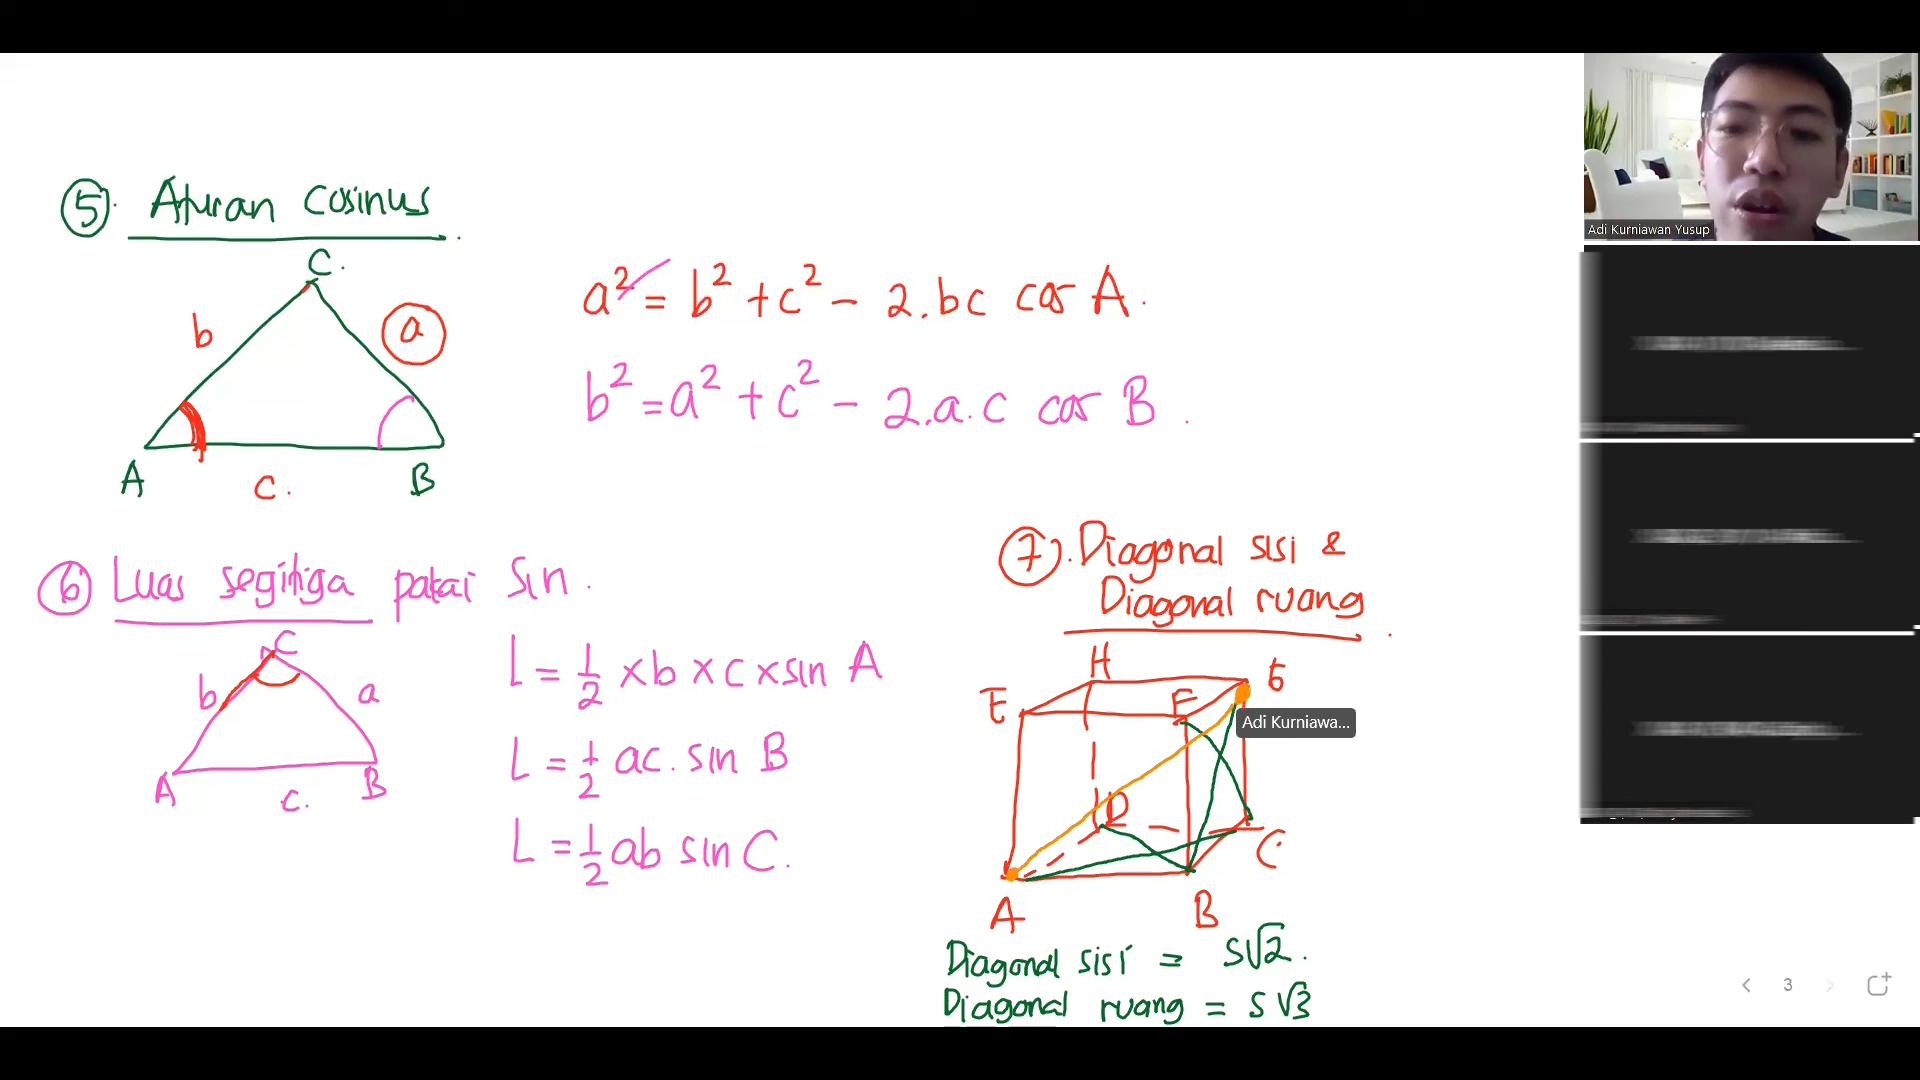 5. Aturan cosinus
C.
b
a
A
c.
B
a² = b² + c² - 2.bc cos A.
b² = a² + c² - 2.a.c cos B.
6 Luas segitiga pakai sin.
C
b
a
A
c.
B
L = 1/2 × b × c × sin A
L = 1/2 ac. sin B
L = 1/2 ab sin C.
7. Diagonal sisi &
Diagonal ruang
H
E
F
G
D
C
A
B
Diagonal sisi = S√2.
Diagonal ruang = S√3
Adi Kurniawa...
Adi Kurniawan Yusup
3